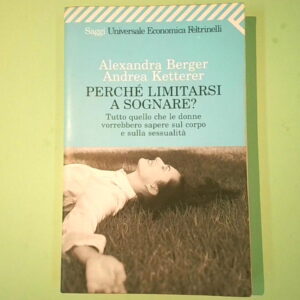 Saggi Universale Economica Feltrinelli
Alexandra Berger
Andrea Ketterer
PERCHÉ LIMITARSI
A SOGNARE?
Tutto quello che le donne
vorrebbero sapere sul corpo
e sulla sessualità